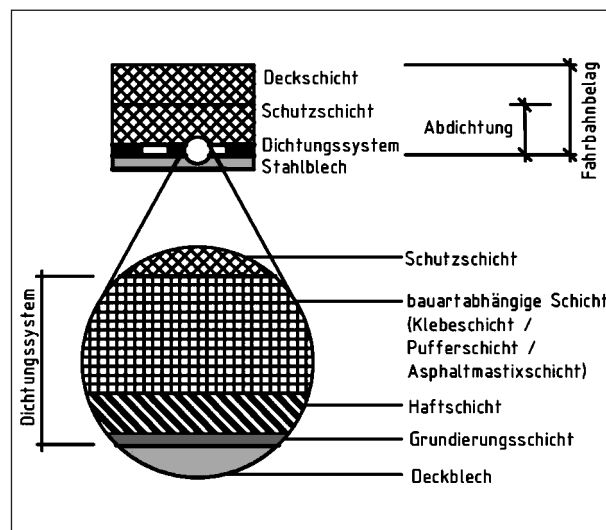 Deckschicht
Schutzschicht
Dichtungssystem
Stahlblech
Abdichtung
Fahrbahnbelag
Dichtungssystem
Schutzschicht
bauartabhängige Schicht
(Klebeschicht /
Pufferschicht /
Asphaltmastixschicht)
Haftschicht
Grundierungsschicht
Deckblech